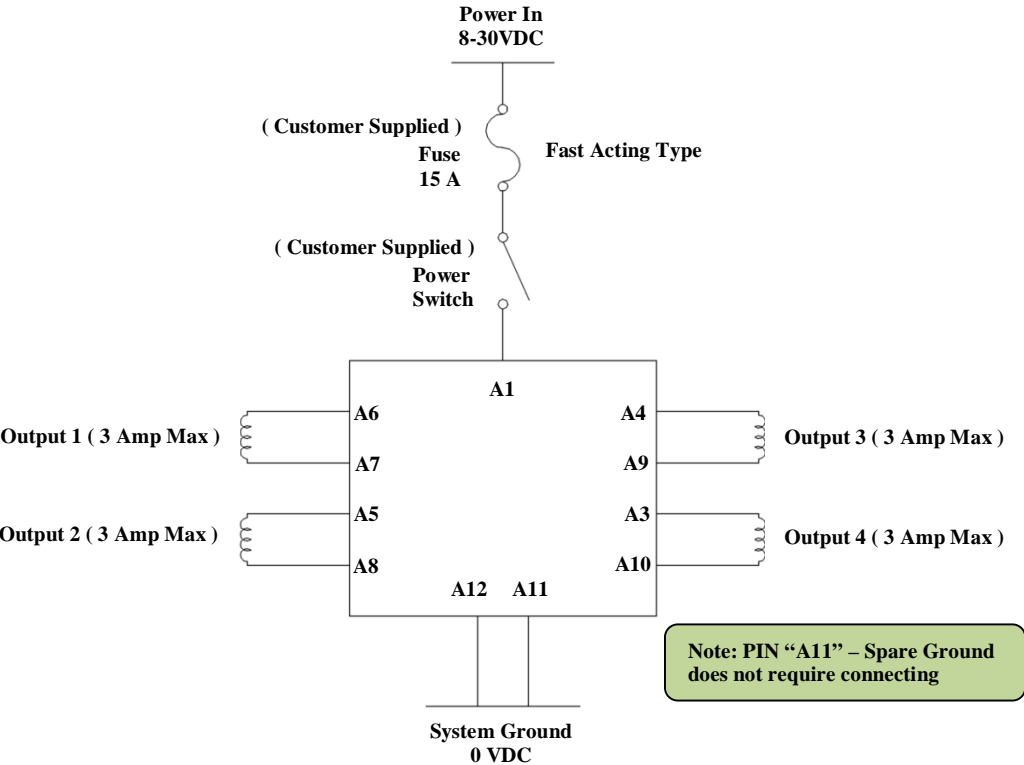 Power In
8-30VDC
( Customer Supplied )
Fuse
15 A
Fast Acting Type
( Customer Supplied )
Power
Switch
A1
A6
A4
Output 1 ( 3 Amp Max )
Output 3 ( 3 Amp Max )
A7
A9
A5
A3
Output 2 ( 3 Amp Max )
Output 4 ( 3 Amp Max )
A8
A10
A12
A11
Note: PIN “A11” – Spare Ground
does not require connecting
System Ground
0 VDC